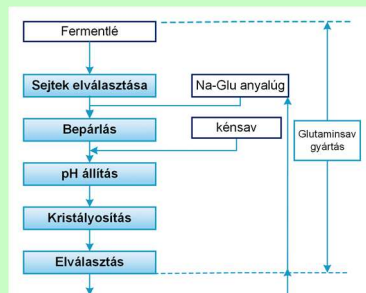 Fermentlé
Sejtek elválasztása
Na-Glu anyalúg
Bepárlás
kénsav
Glutaminsav
gyártás
pH állítás
Kristályosítás
Elválasztás